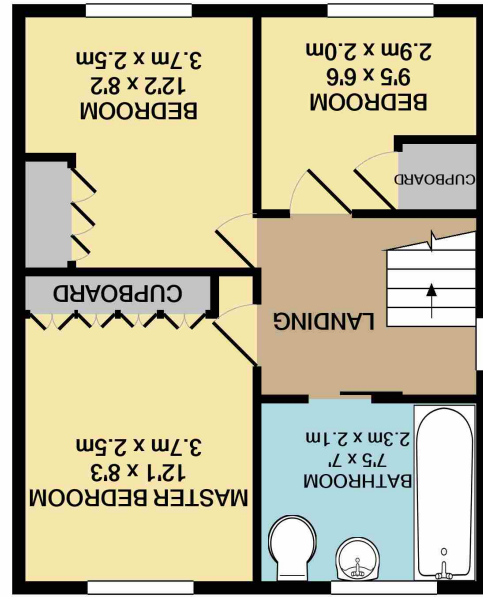 BATHROOM
7'5 x 7'
2.3m x 2.1m
MASTER BEDROOM
12'1 x 8'3
3.7m x 2.5m
LANDING
CUPBOARD
CUPBOARD
BEDROOM
9'5 x 6'6
2.9m x 2.0m
BEDROOM
12'2 x 8'2
3.7m x 2.5m